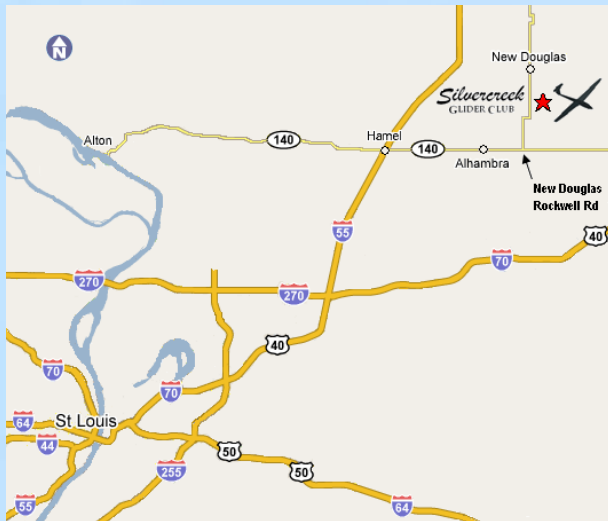 N
New Douglas
Silvercreek
GLIDER CLUB
Alton
140
Hamel
140
Alhambra
New Douglas
Rockwell Rd
55
40
70
270
270
40
70
70
64
St Louis
44
50
50
255
55
64